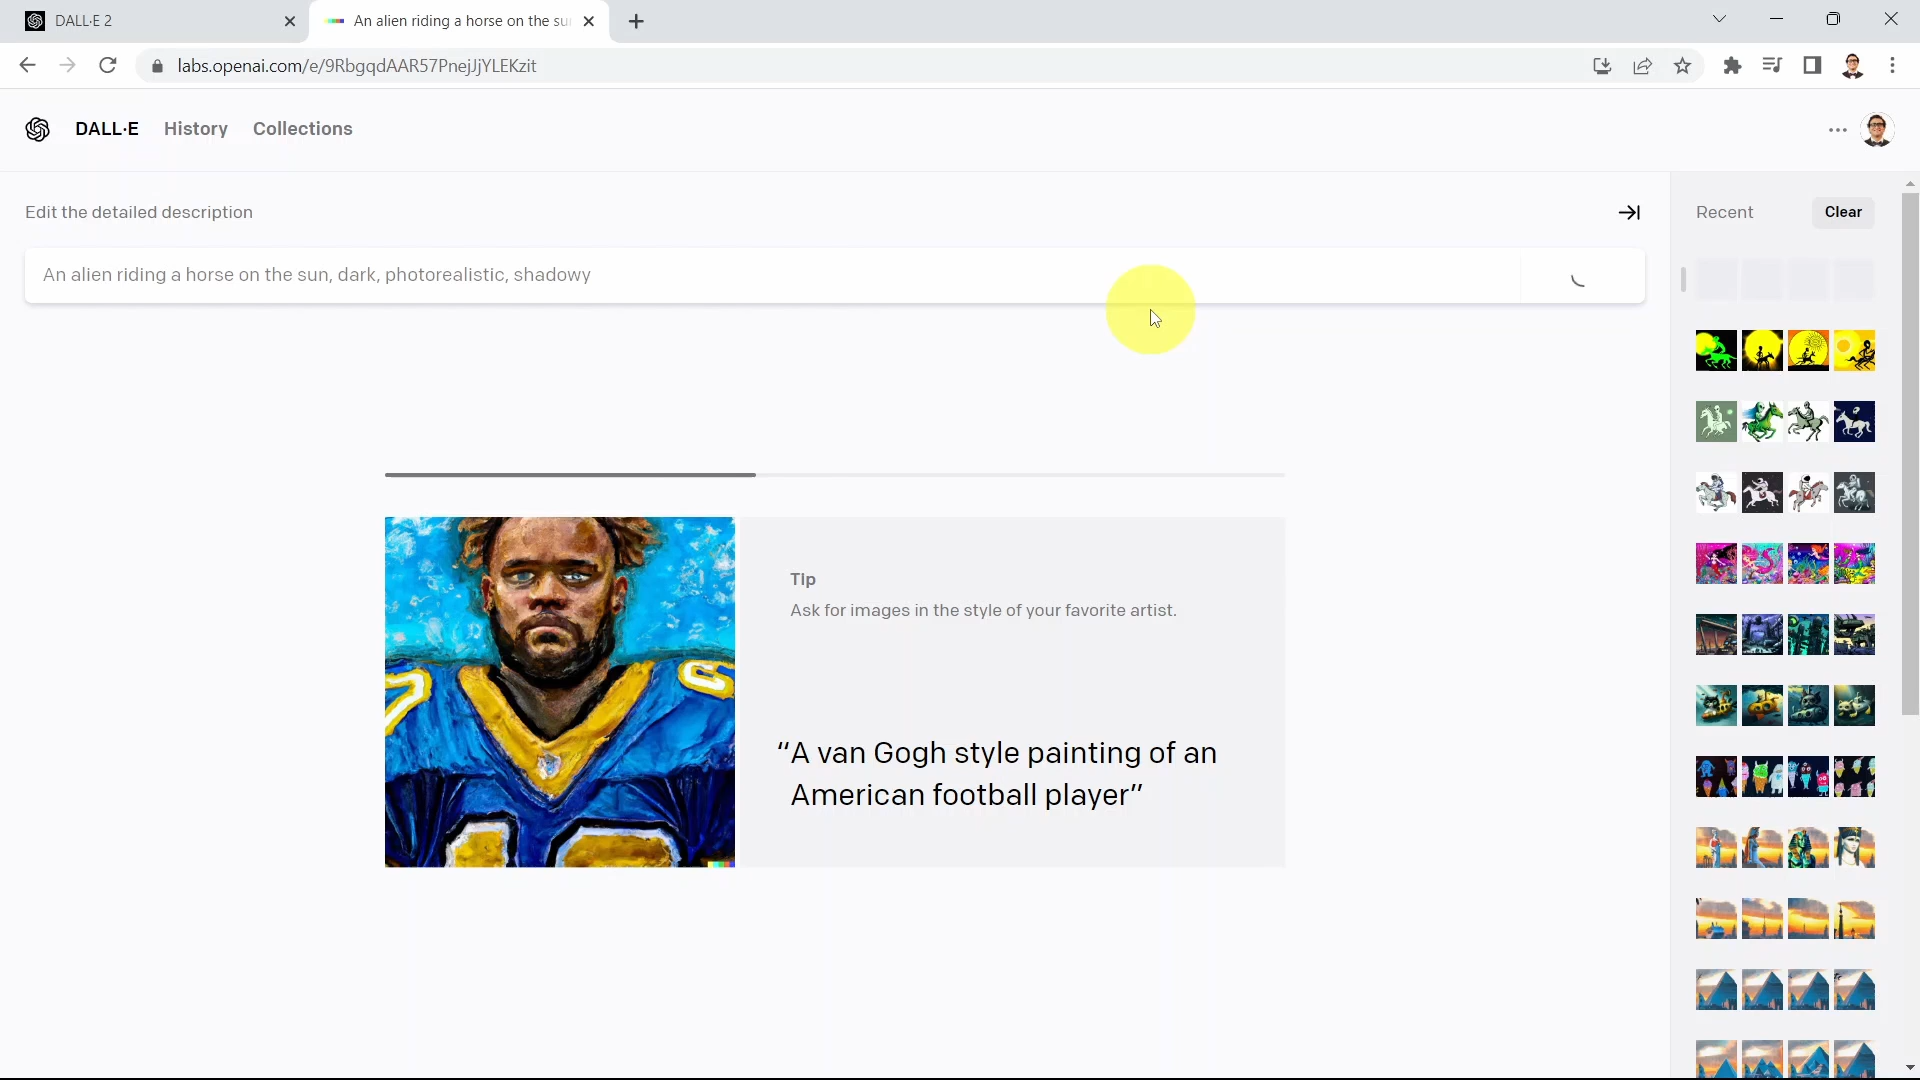 DALL·E 2
An alien riding a horse on the su
labs.openai.com/e/9RbgqdAAR57PnejJjYLEKzit
DALL·E History Collections
Edit the detailed description
Recent
Clear
An alien riding a horse on the sun, dark, photorealistic, shadowy
Tip
Ask for images in the style of your favorite artist.
“A van Gogh style painting of an
American football player”